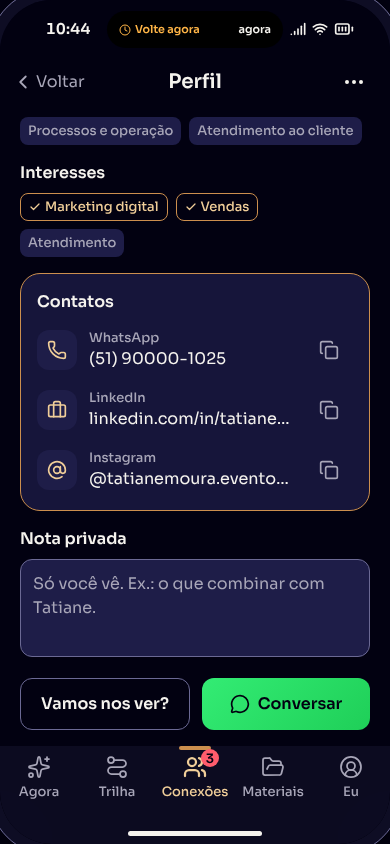 10:44
Volte agora
agora
Voltar
Perfil
Processos e operação
Atendimento ao cliente
Interesses
Marketing digital
Vendas
Atendimento
Contatos
WhatsApp
(51) 90000-1025
LinkedIn
linkedin.com/in/tatiane...
Instagram
@tatianemoura.evento...
Nota privada
Só você vê. Ex.: o que combinar com
Tatiane.
Vamos nos ver?
Conversar
3
Agora
Trilha
Conexões
Materiais
Eu